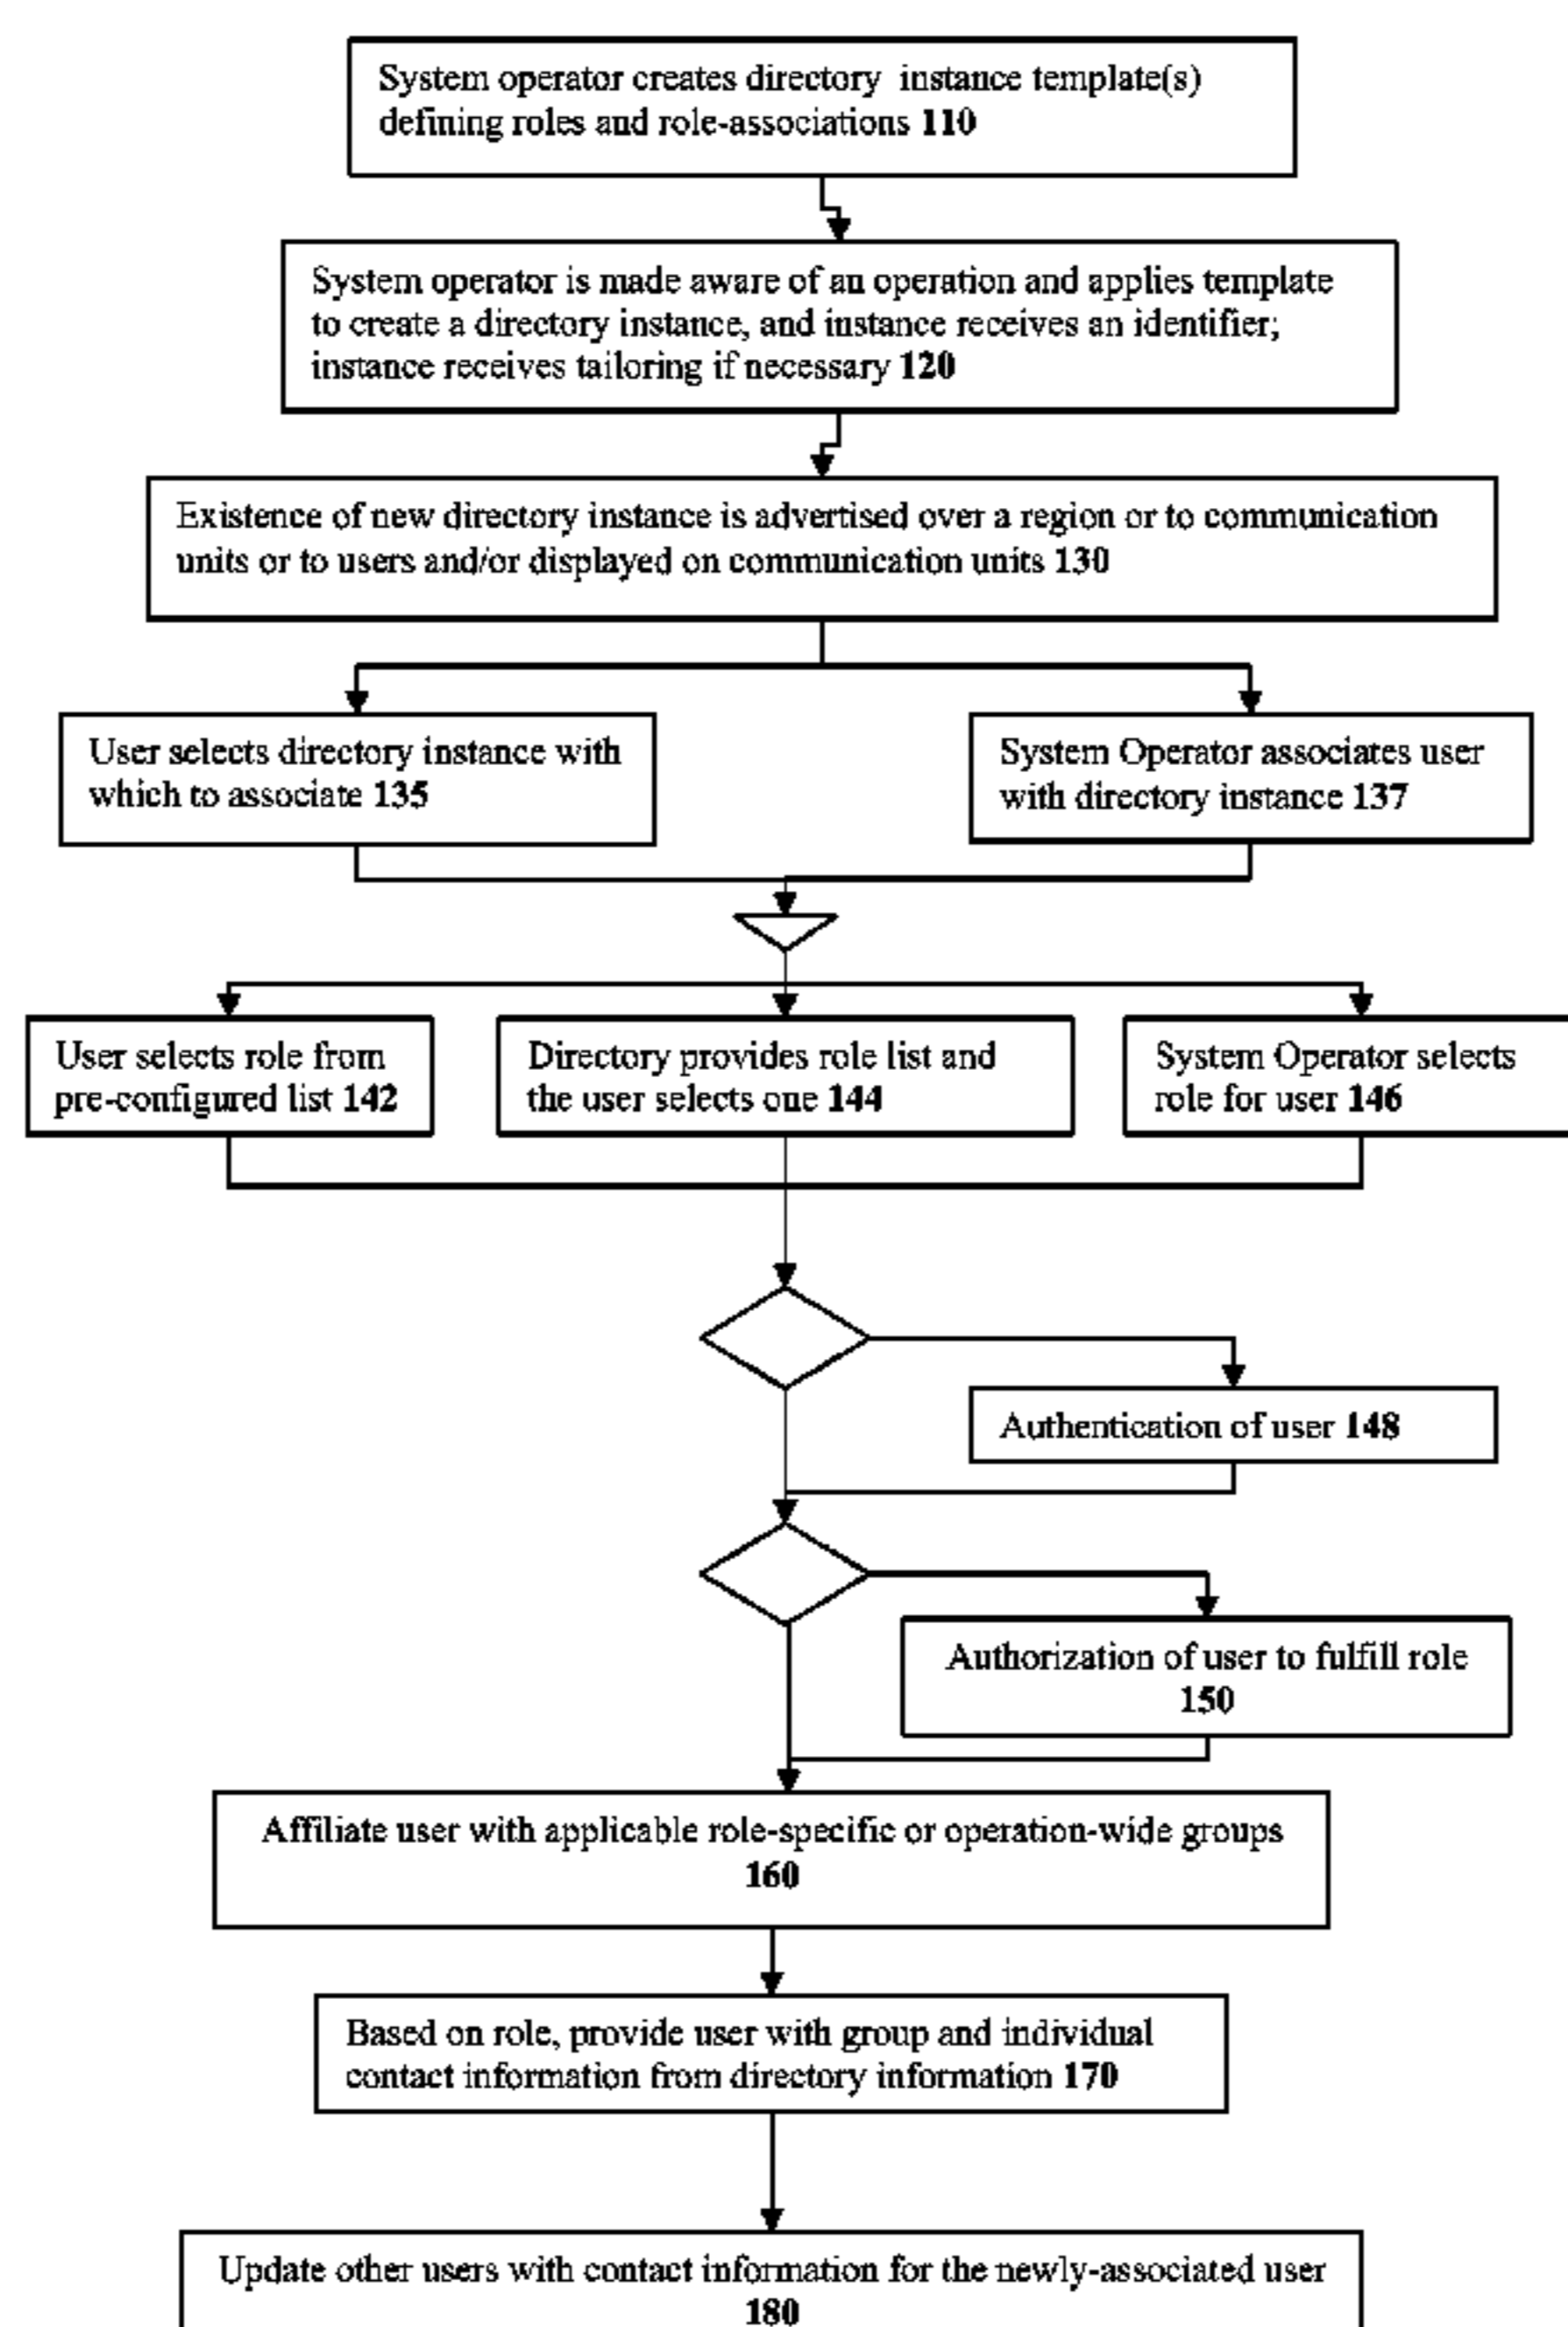 System operator creates directory instance template(s)
defining roles and role-associations 110
System operator is made aware of an operation and applies template
to create a directory instance, and instance receives an identifier;
instance receives tailoring if necessary 120
Existence of new directory instance is advertised over a region or to communication
units or to users and/or displayed on communication units 130
User selects directory instance with
which to associate 135
System Operator associates user
with directory instance 137
User selects role from
pre-configured list 142
Directory provides role list and
the user selects one 144
System Operator selects
role for user 146
Authentication of user 148
Authorization of user to fulfill role
150
Affiliate user with applicable role-specific or operation-wide groups
160
Based on role, provide user with group and individual
contact information from directory information 170
Update other users with contact information for the newly-associated user
180